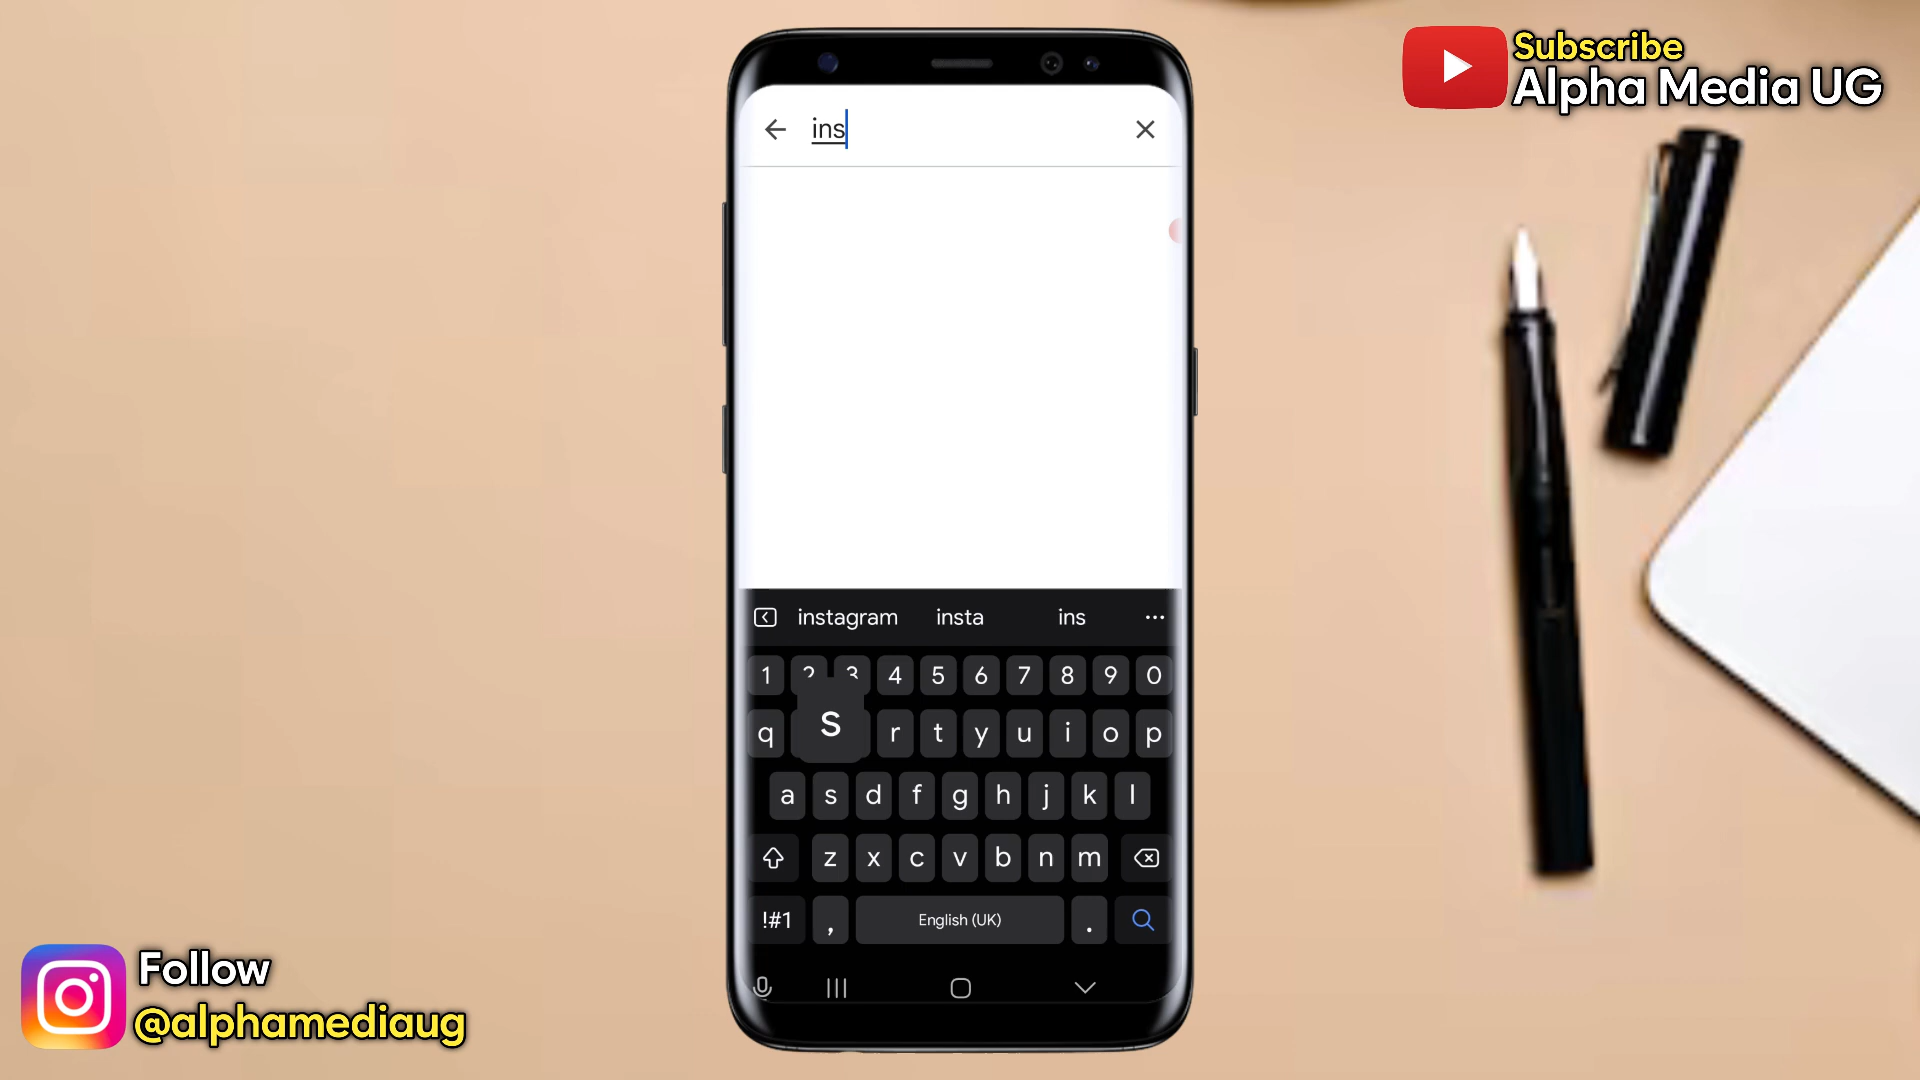 Subscribe
Alpha Media UG
ins
instagram insta ins
1 2 3 4 5 6 7 8 9 0
S
q r t y u i o p
a s d f g h j k l
z x c v b n m
!#1 , English (UK) .
Follow
@alphamediaug